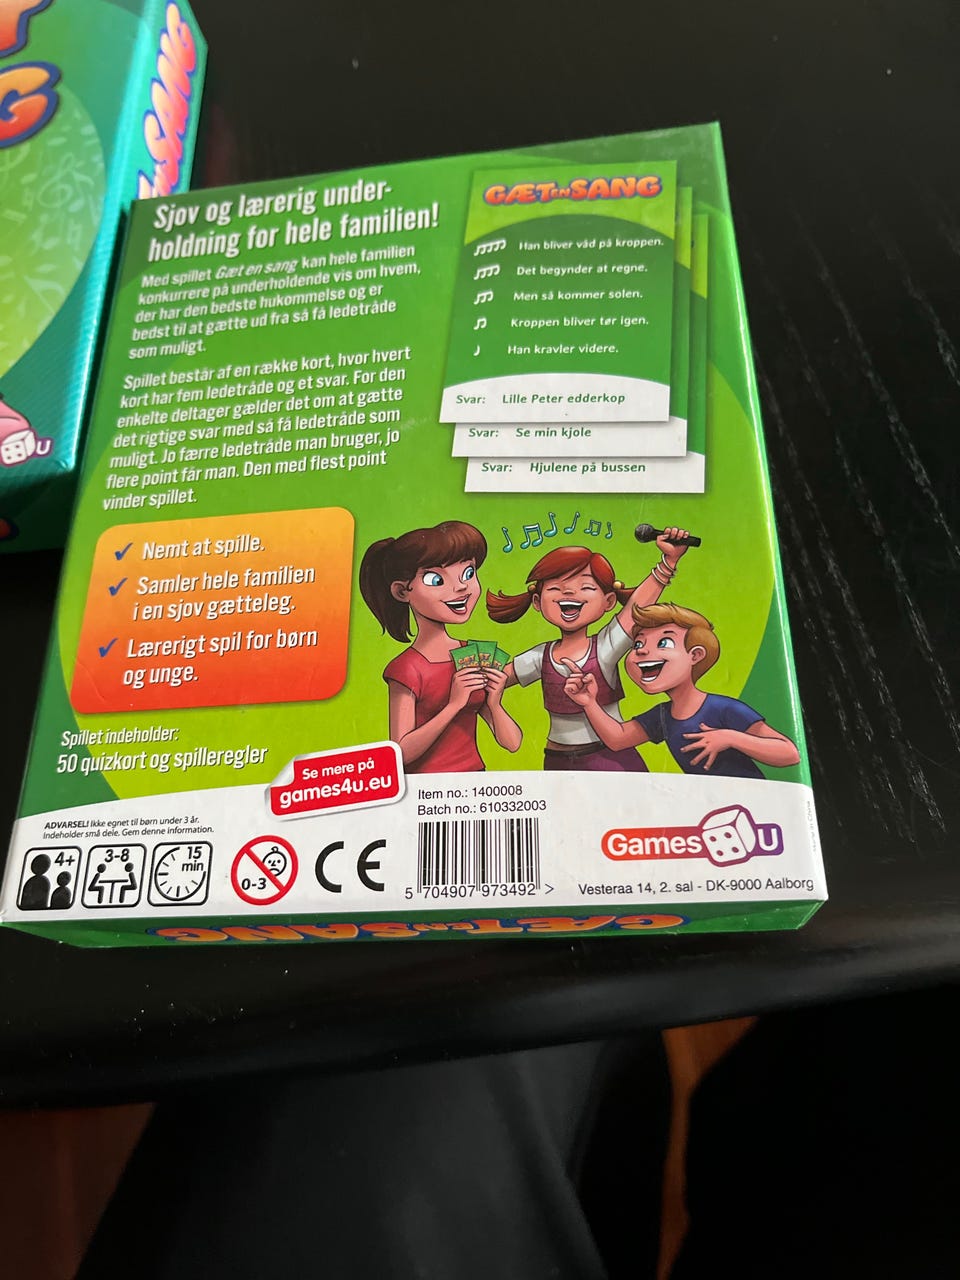 G
SANG
U
Sjov og lærerig under-
holdning for hele familien!
Med spillet Gæt en sang kan hele familien
konkurrere på underholdende vis om hvem,
der har den bedste hukommelse og er
bedst til at gætte ud fra så få ledetråde
som muligt.
Spillet består af en række kort, hvor hvert
kort har fem ledetråde og et svar. For den
enkelte deltager gælder det om at gætte
det rigtige svar med så få ledetråde som
muligt. Jo færre ledetråde man bruger, jo
flere point får man. Den med flest point
vinder spillet.
✓ Nemt at spille.
✓ Samler hele familien
i en sjov gætteleg.
✓ Lærerigt spil for børn
og unge.
Spillet indeholder:
50 quizkort og spilleregler
GÆT EN SANG
Han bliver våd på kroppen.
Det begynder at regne.
Men så kommer solen.
Kroppen bliver tør igen.
Han kravler videre.
Svar: Lille Peter edderkop
Svar: Se min kjole
Svar: Hjulene på bussen
Se mere på
games4u.eu
ADVARSEL! Ikke egnet til børn under 3 år.
Indeholder små dele. Gem denne information.
4+
3-8
15
min
0-3
CE
Item no.: 1400008
Batch no.: 610332003
5 704907 973492 >
Games U
Vesteraa 14, 2. sal - DK-9000 Aalborg
GÆT EN SANG